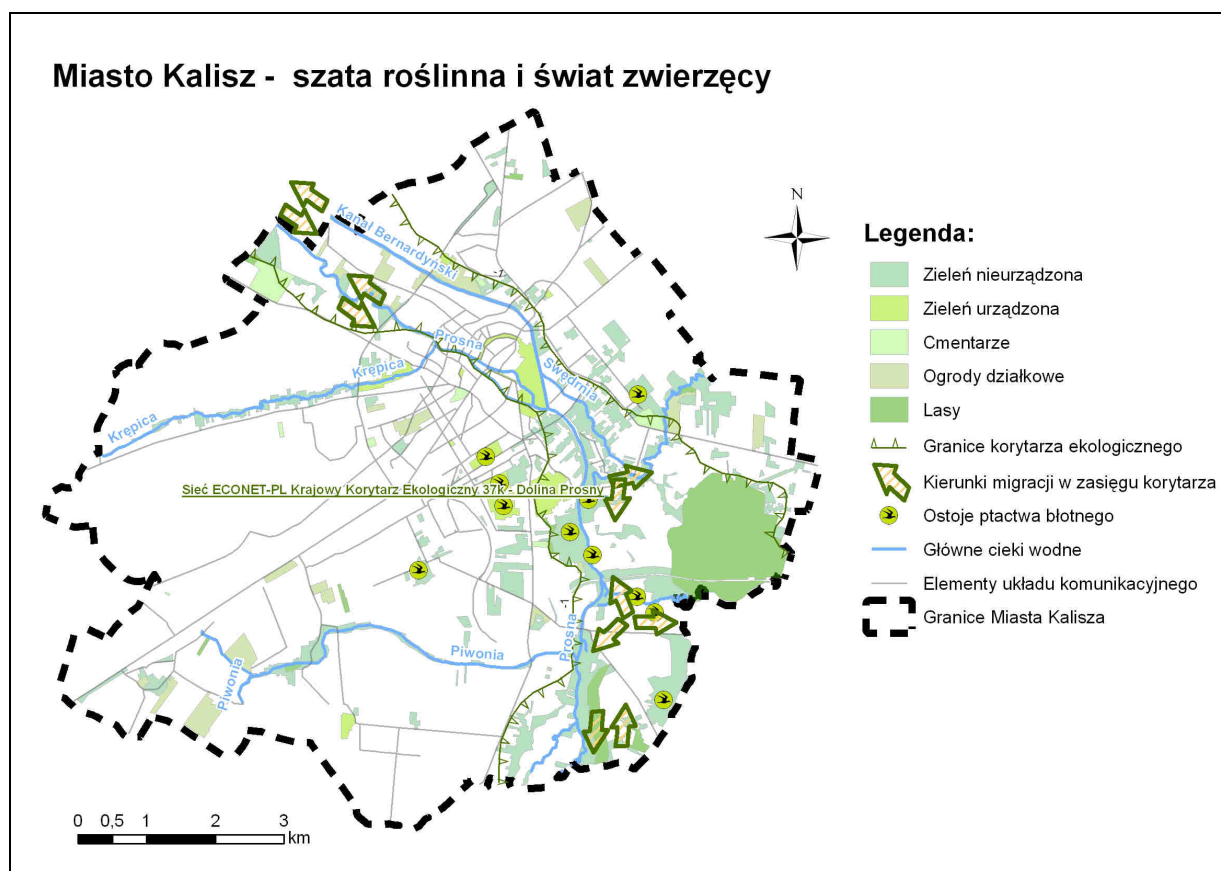 Miasto Kalisz - szata roślinna i świat zwierzęcy
N
Kanał Bernardyński
-1-
Prosna
Krępica
Krępica
Swędrnia
Sieć ECONET-PL Krajowy Korytarz Ekologiczny 37k - Dolina Prosny
-1-
Prosna
Piwonia
Piwonia
Legenda:
Zieleń nieurządzona
Zieleń urządzona
Cmentarze
Ogrody działkowe
Lasy
Granice korytarza ekologicznego
Kierunki migracji w zasięgu korytarza
Ostoje ptactwa błotnego
Główne cieki wodne
Elementy układu komunikacyjnego
Granice Miasta Kalisza
0 0,5 1 2 3
km